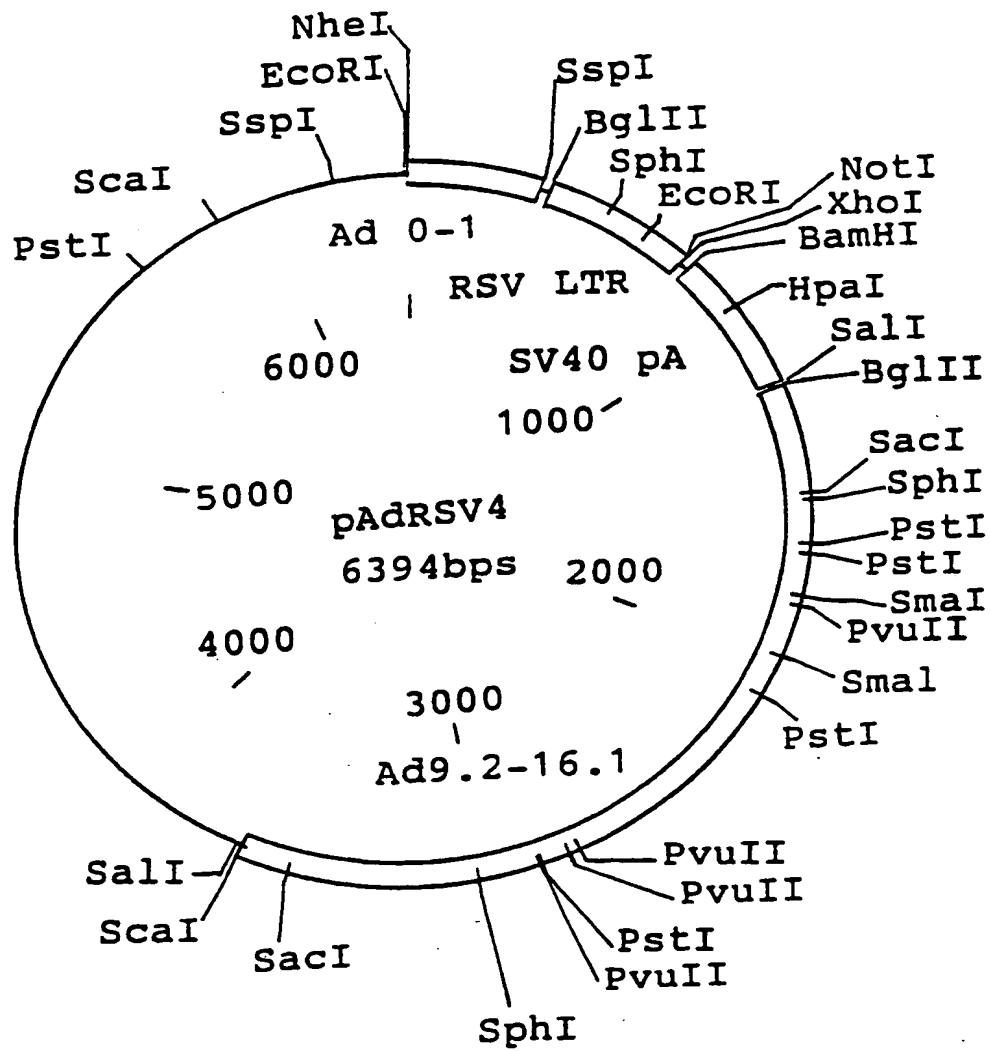 NheI
EcoRI
SspI
ScaI
PstI
SspI
BglII
SphI
EcoRI
NotI
XhoI
BamHI
HpaI
SalI
BglII
SacI
SphI
PstI
PstI
SmaI
PvuII
Smal
PstI
PvuII
PvuII
PstI
PvuII
SphI
SacI
ScaI
SalI
Ad 0-1
RSV LTR
SV40 pA
6000
1000
5000
pAdRSV4
6394bps
2000
4000
3000
Ad9.2-16.1